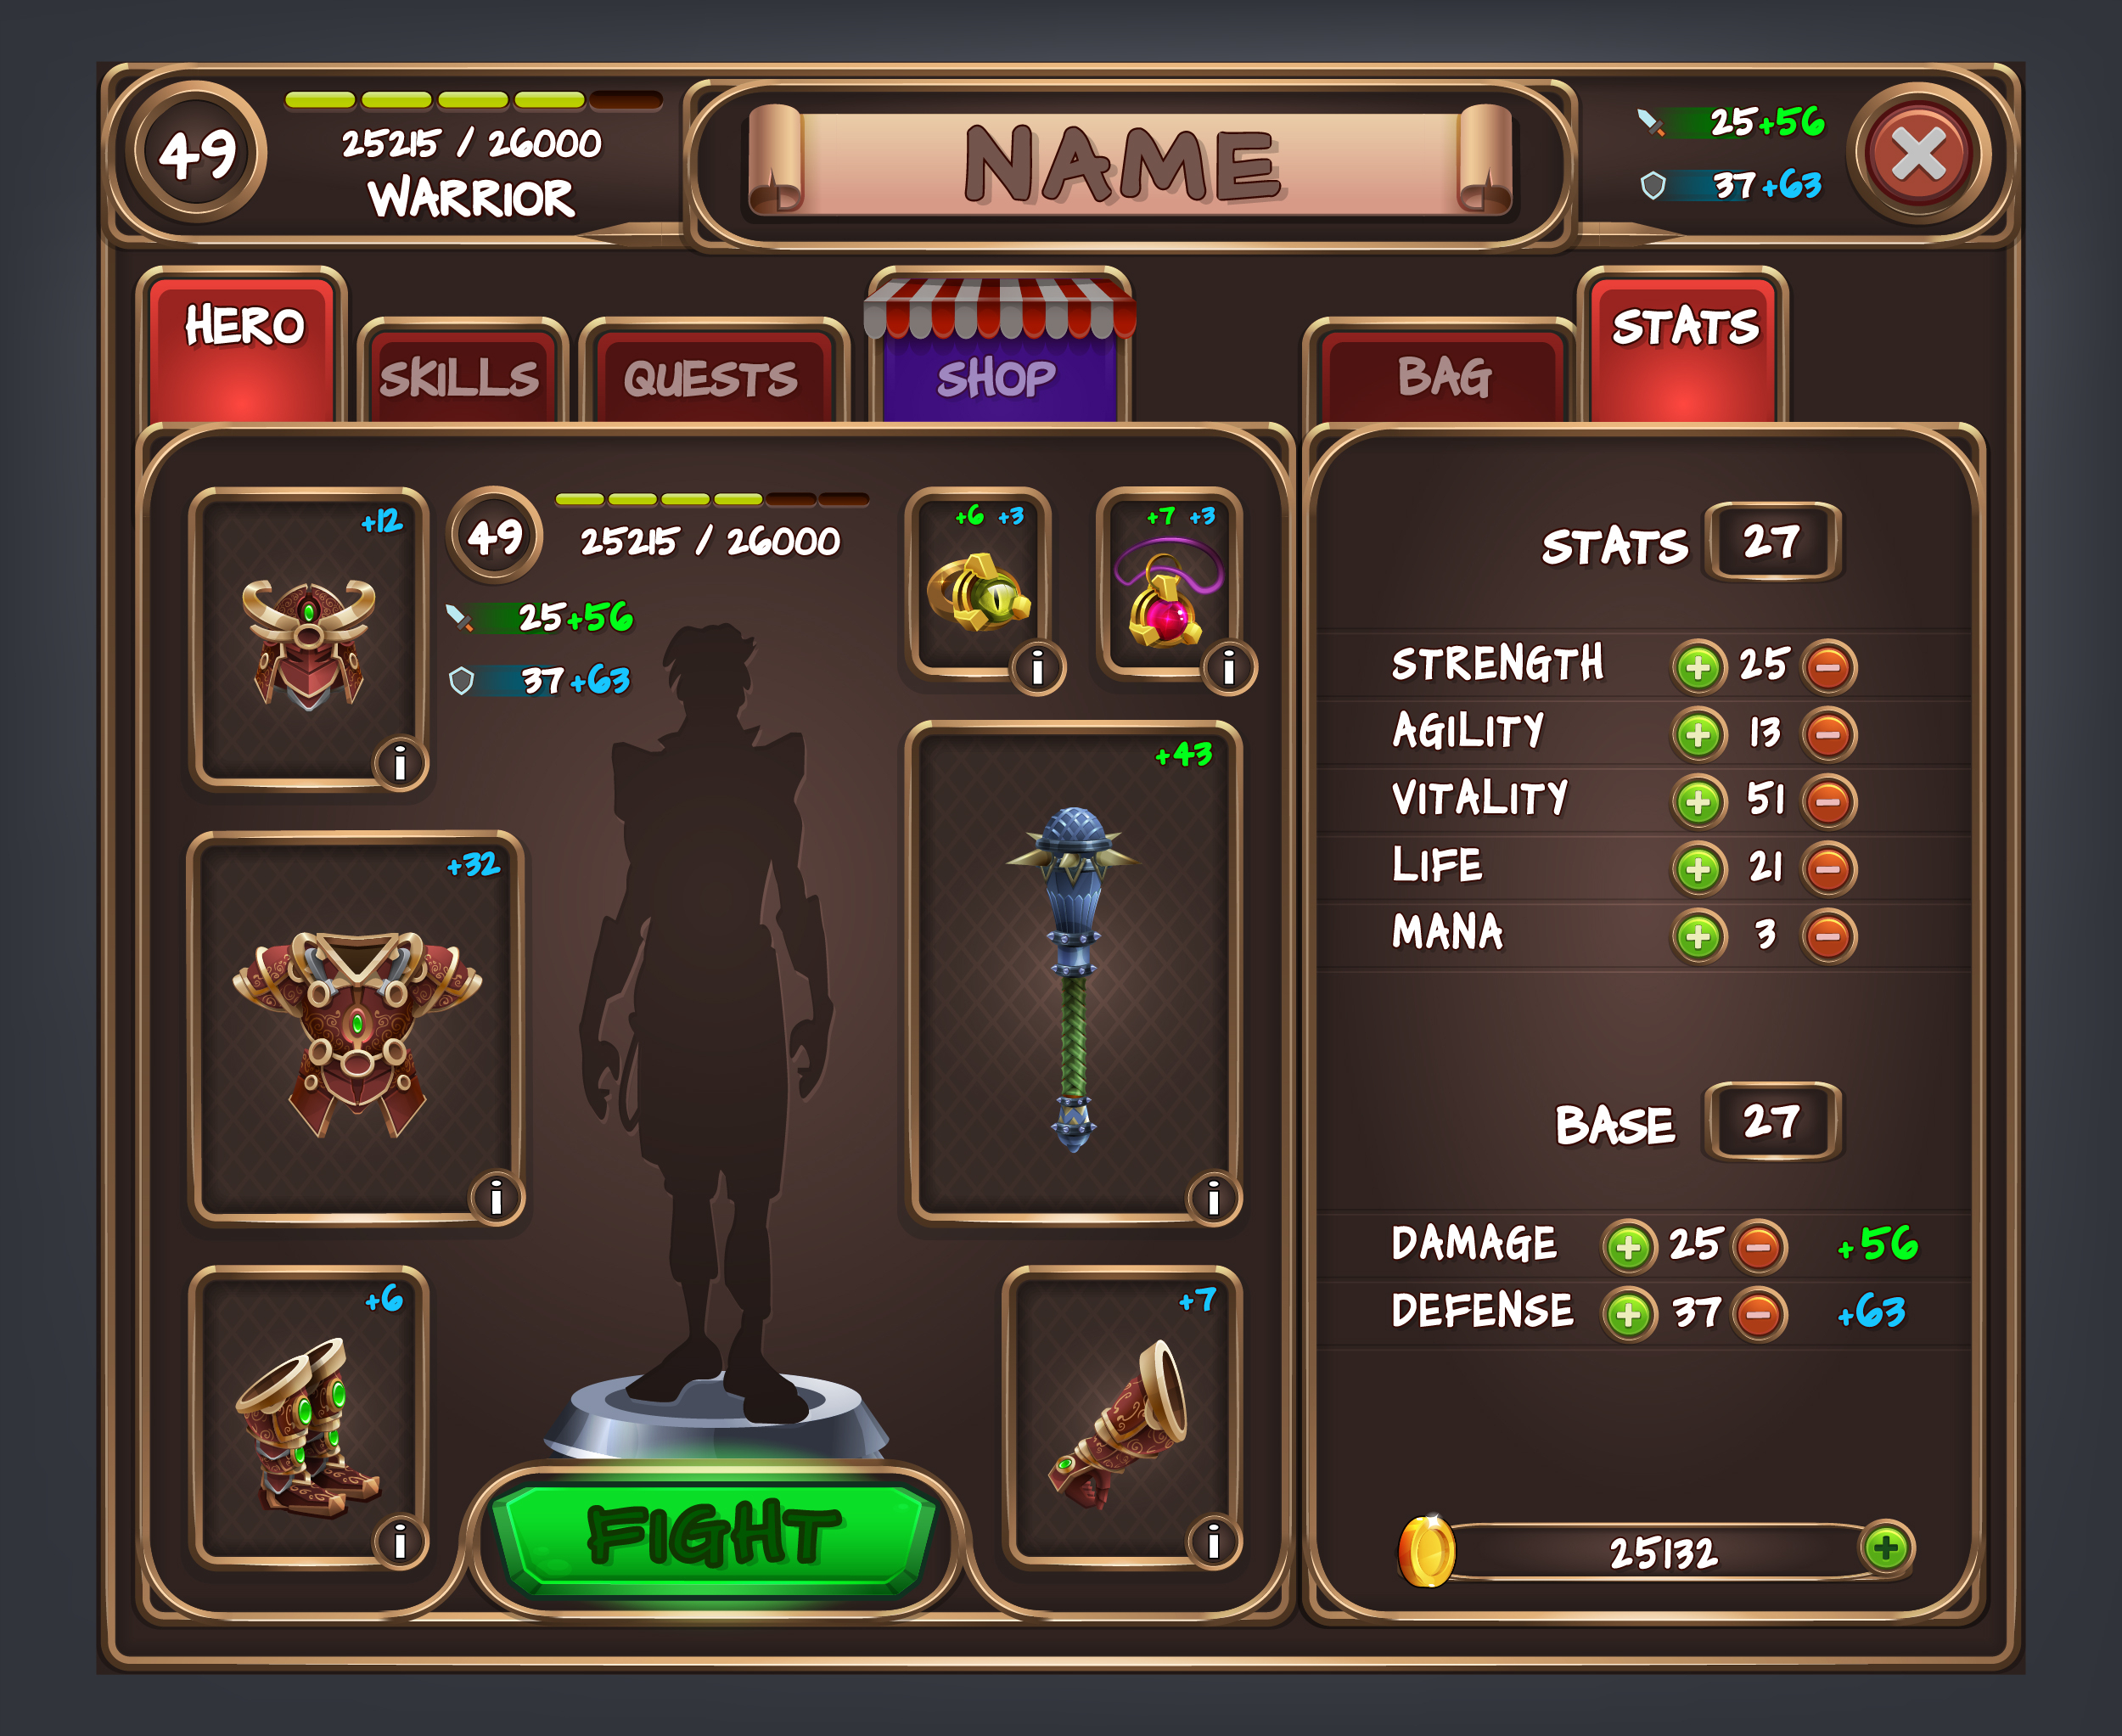 49
25215 / 26000
WARRIOR
NAME
25+56
37+63
HERO
SKILLS
QUESTS
SHOP
BAG
STATS
+12
i
49
25215 / 26000
25+56
37+63
+6 +3
i
+7 +3
i
+32
i
+43
i
+6
i
+7
i
FIGHT
STATS 27
STRENGTH + 25 -
AGILITY + 13 -
VITALITY + 51 -
LIFE + 21 -
MANA + 3 -
BASE 27
DAMAGE + 25 - +56
DEFENSE + 37 - +63
25132 +